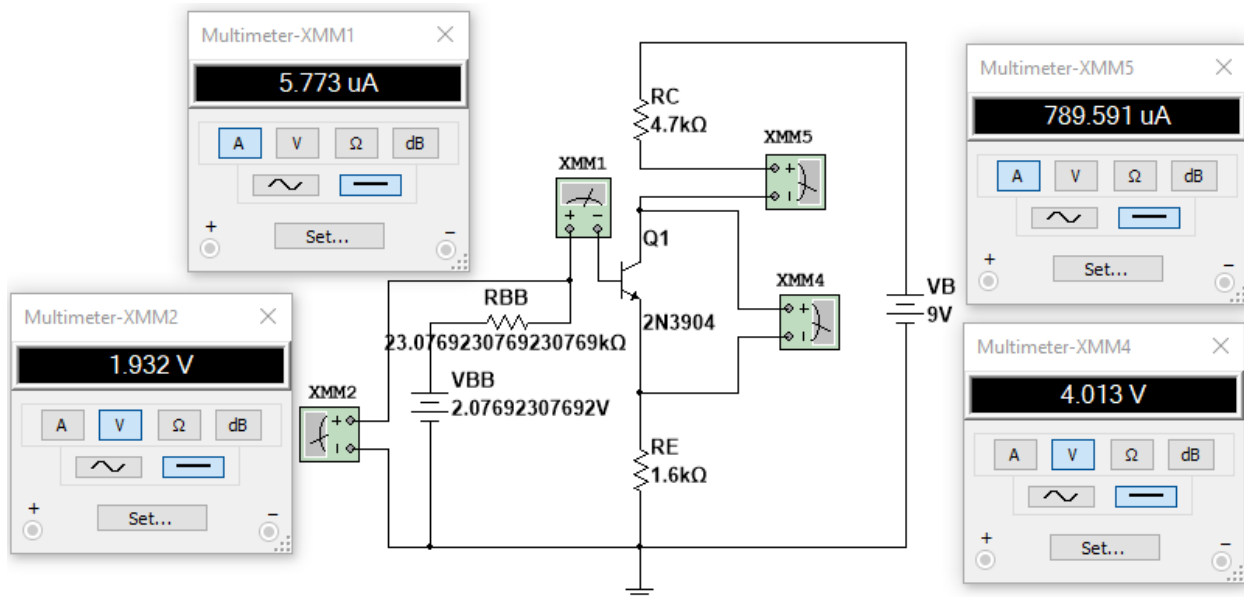 Multimeter-XMM1
5.773 uA
A
V
Ω
dB
+
Set...
−
Multimeter-XMM2
1.932 V
A
V
Ω
dB
+
Set...
−
RC
4.7kΩ
XMM5
+
XMM1
+ −
Q1
XMM4
+
2N3904
RBB
23.0769230769230769kΩ
VBB
2.07692307692V
XMM2
+
RE
1.6kΩ
VB
9V
Multimeter-XMM5
789.591 uA
A
V
Ω
dB
+
Set...
−
Multimeter-XMM4
4.013 V
A
V
Ω
dB
+
Set...
−